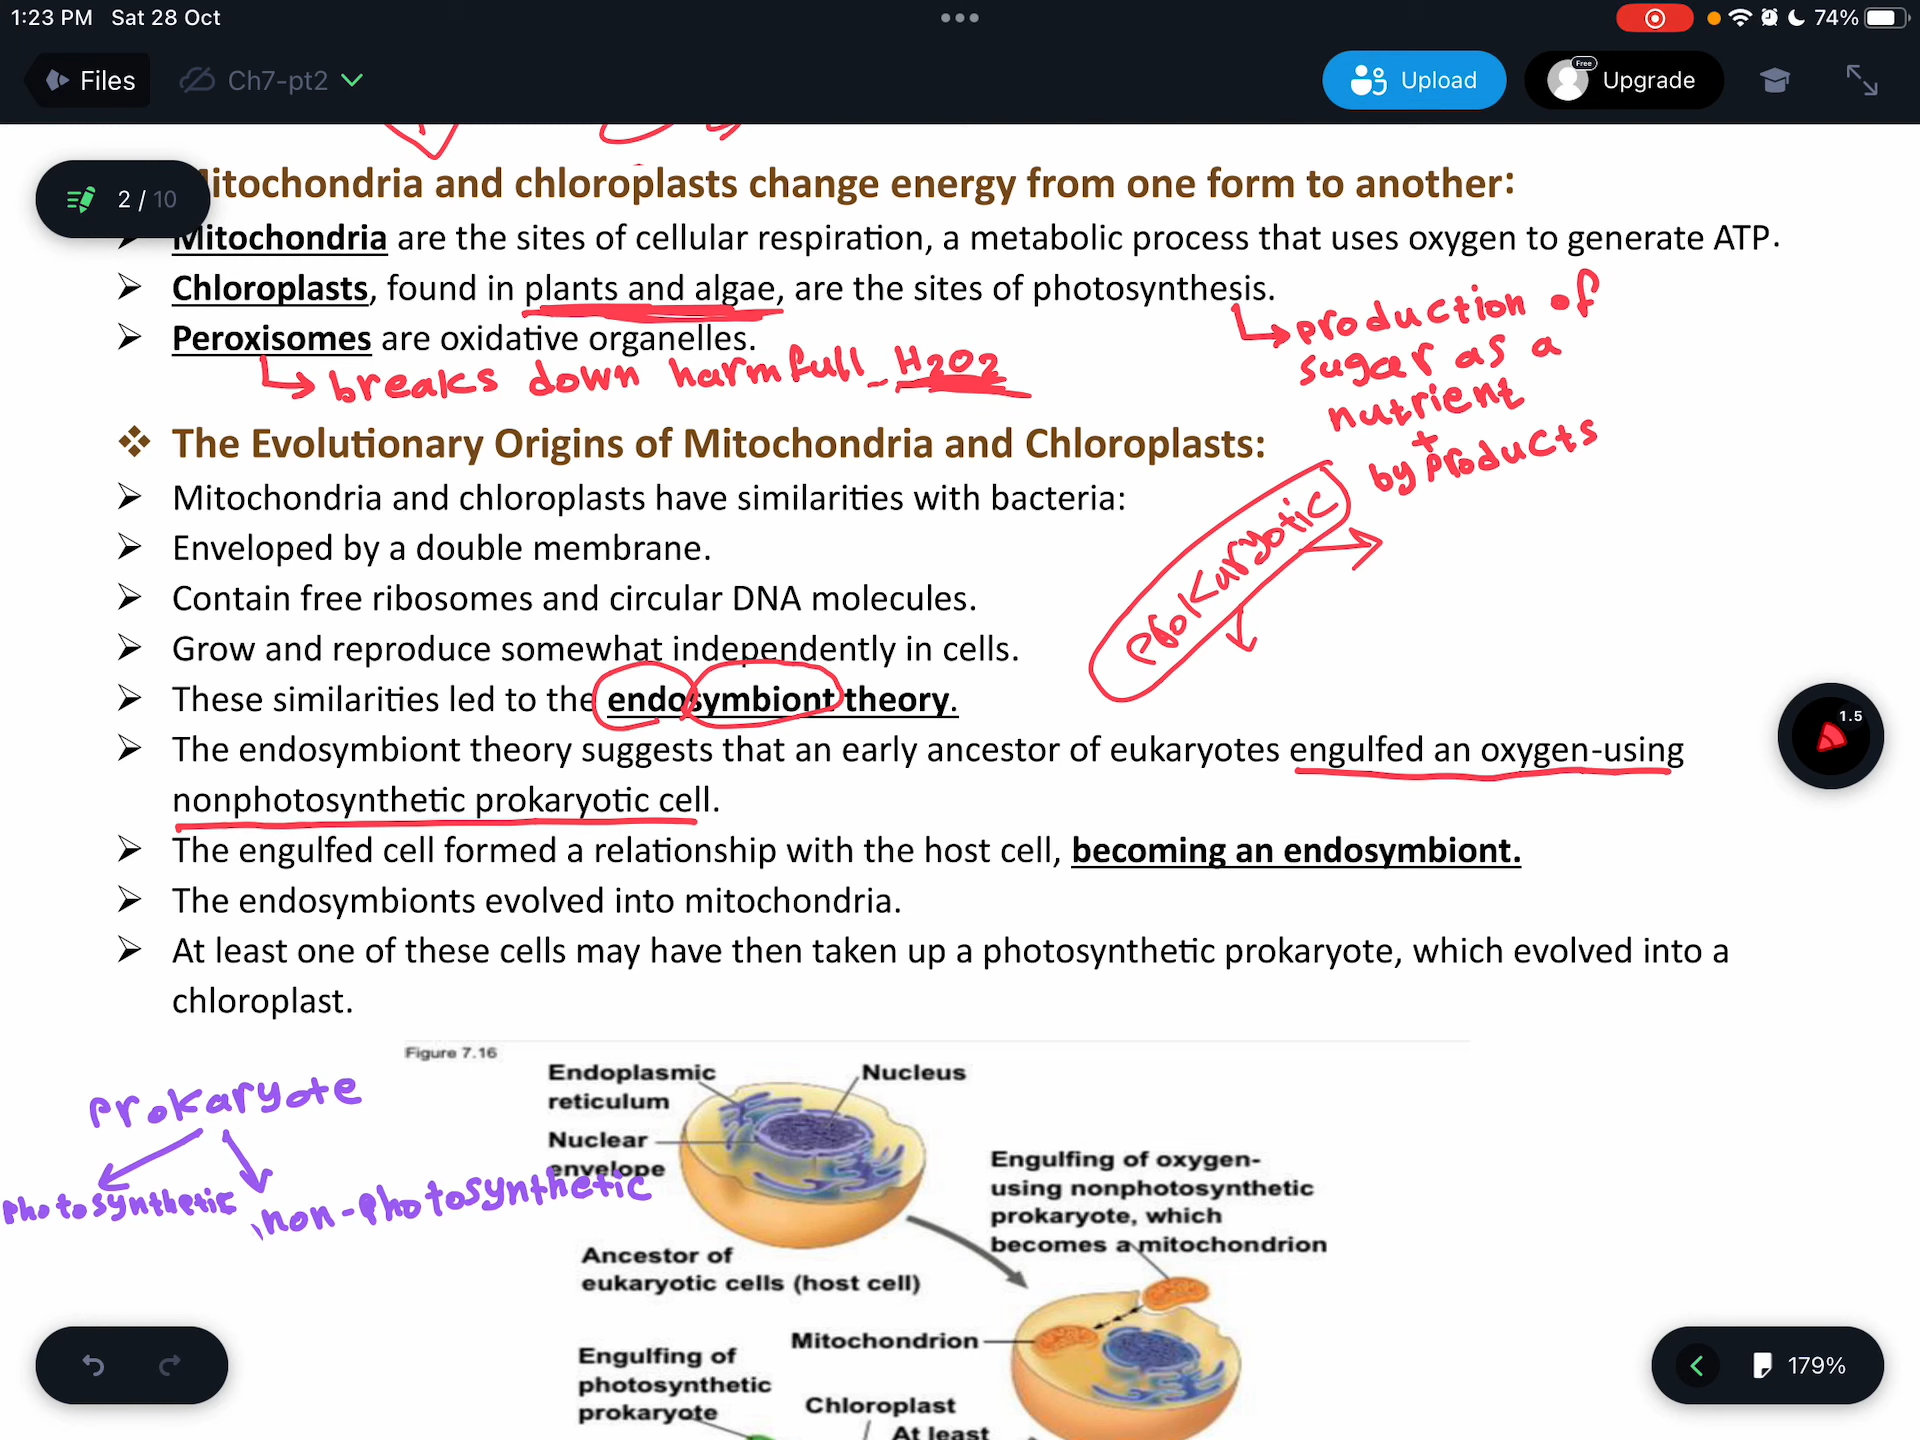 1:23 PM Sat 28 Oct
74%
Files
Ch7-pt2
Upload
Free
Upgrade
2 / 10
itochondria and chloroplasts change energy from one form to another:
Mitochondria are the sites of cellular respiration, a metabolic process that uses oxygen to generate ATP.
Chloroplasts, found in plants and algae, are the sites of photosynthesis.
production of
sugar as a
nutrient
+
by products
Peroxisomes are oxidative organelles.
breaks down harmfull H2O2
The Evolutionary Origins of Mitochondria and Chloroplasts:
Mitochondria and chloroplasts have similarities with bacteria:
Prokaryotic
Enveloped by a double membrane.
Contain free ribosomes and circular DNA molecules.
Grow and reproduce somewhat independently in cells.
These similarities led to the endosymbiont theory.
1.5
The endosymbiont theory suggests that an early ancestor of eukaryotes engulfed an oxygen-using
nonphotosynthetic prokaryotic cell.
The engulfed cell formed a relationship with the host cell, becoming an endosymbiont.
The endosymbionts evolved into mitochondria.
At least one of these cells may have then taken up a photosynthetic prokaryote, which evolved into a
chloroplast.
Figure 7.16
Prokaryote
Photosynthetic
non-Photosynthetic
Endoplasmic
reticulum
Nucleus
Nuclear
envelope
Engulfing of oxygen-
using nonphotosynthetic
prokaryote, which
becomes a mitochondrion
Ancestor of
eukaryotic cells (host cell)
Mitochondrion
Engulfing of
photosynthetic
prokaryote
Chloroplast
At least
179%